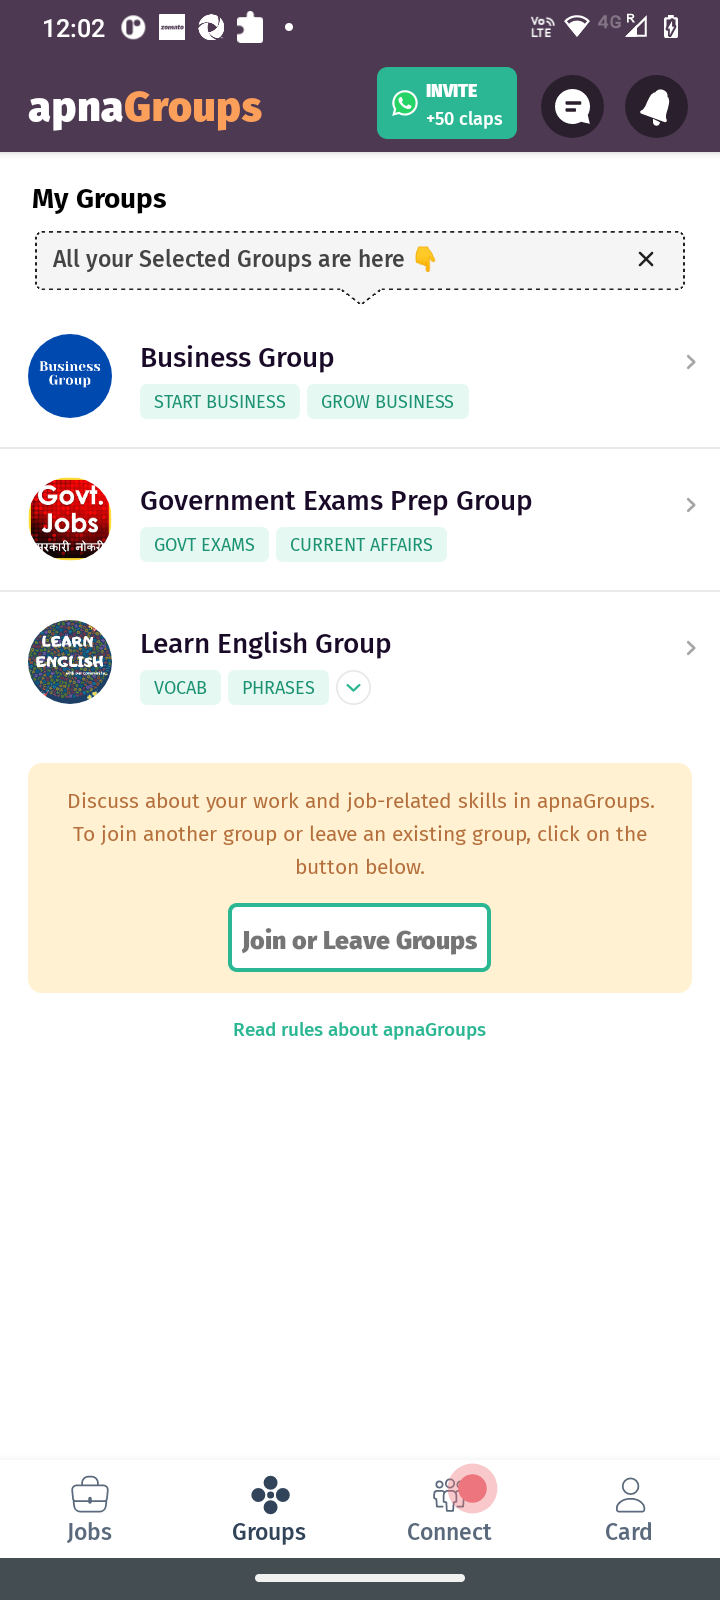 12:02
zomato
Vo LTE
4G
R
apnaGroups
INVITE
+50 claps
My Groups
All your Selected Groups are here 👇
Business
Group
Business Group
START BUSINESS
GROW BUSINESS
Govt.
Jobs
सरकारी नोकरी
Government Exams Prep Group
GOVT EXAMS
CURRENT AFFAIRS
LEARN
ENGLISH
Learn English Group
VOCAB
PHRASES
Discuss about your work and job-related skills in apnaGroups.
To join another group or leave an existing group, click on the
button below.
Join or Leave Groups
Read rules about apnaGroups
Jobs
Groups
Connect
Card